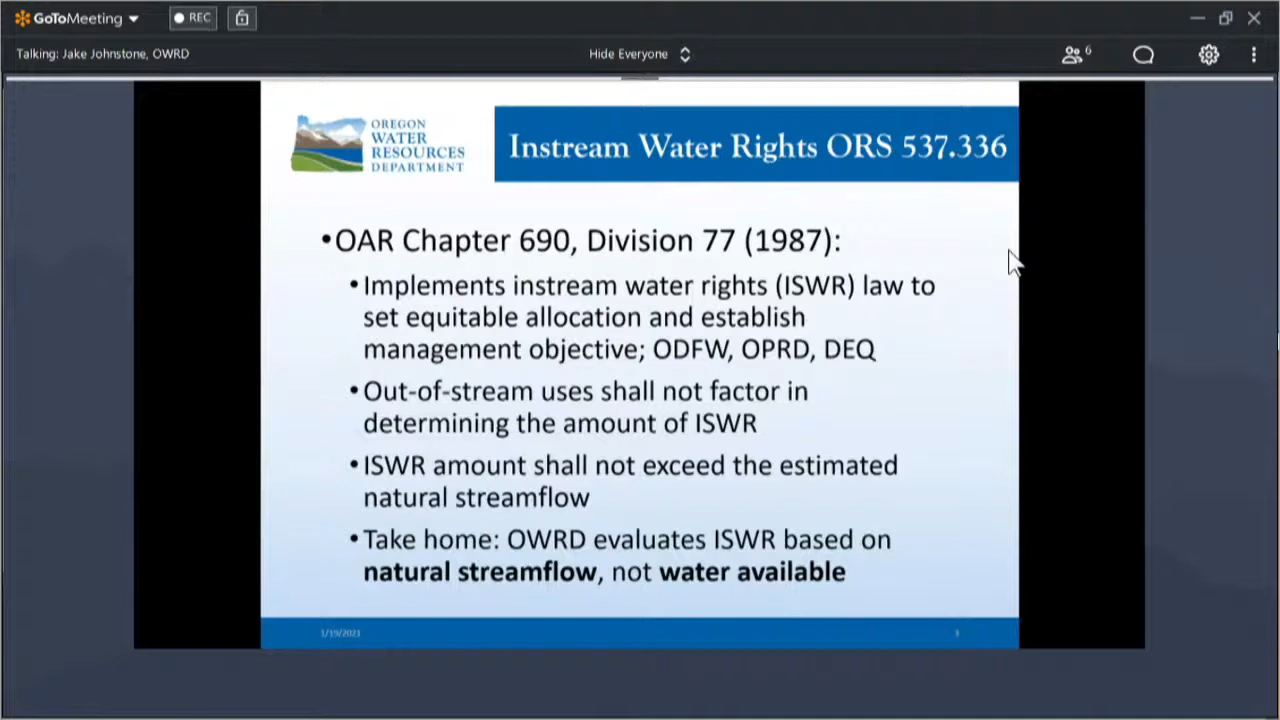 GoToMeeting
REC
Talking: Jake Johnstone, OWRD
Hide Everyone
6
OREGON
WATER
RESOURCES
DEPARTMENT
Instream Water Rights ORS 537.336
•OAR Chapter 690, Division 77 (1987):
•Implements instream water rights (ISWR) law to
set equitable allocation and establish
management objective; ODFW, OPRD, DEQ
•Out-of-stream uses shall not factor in
determining the amount of ISWR
•ISWR amount shall not exceed the estimated
natural streamflow
•Take home: OWRD evaluates ISWR based on
natural streamflow, not water available
1/19/2021
3